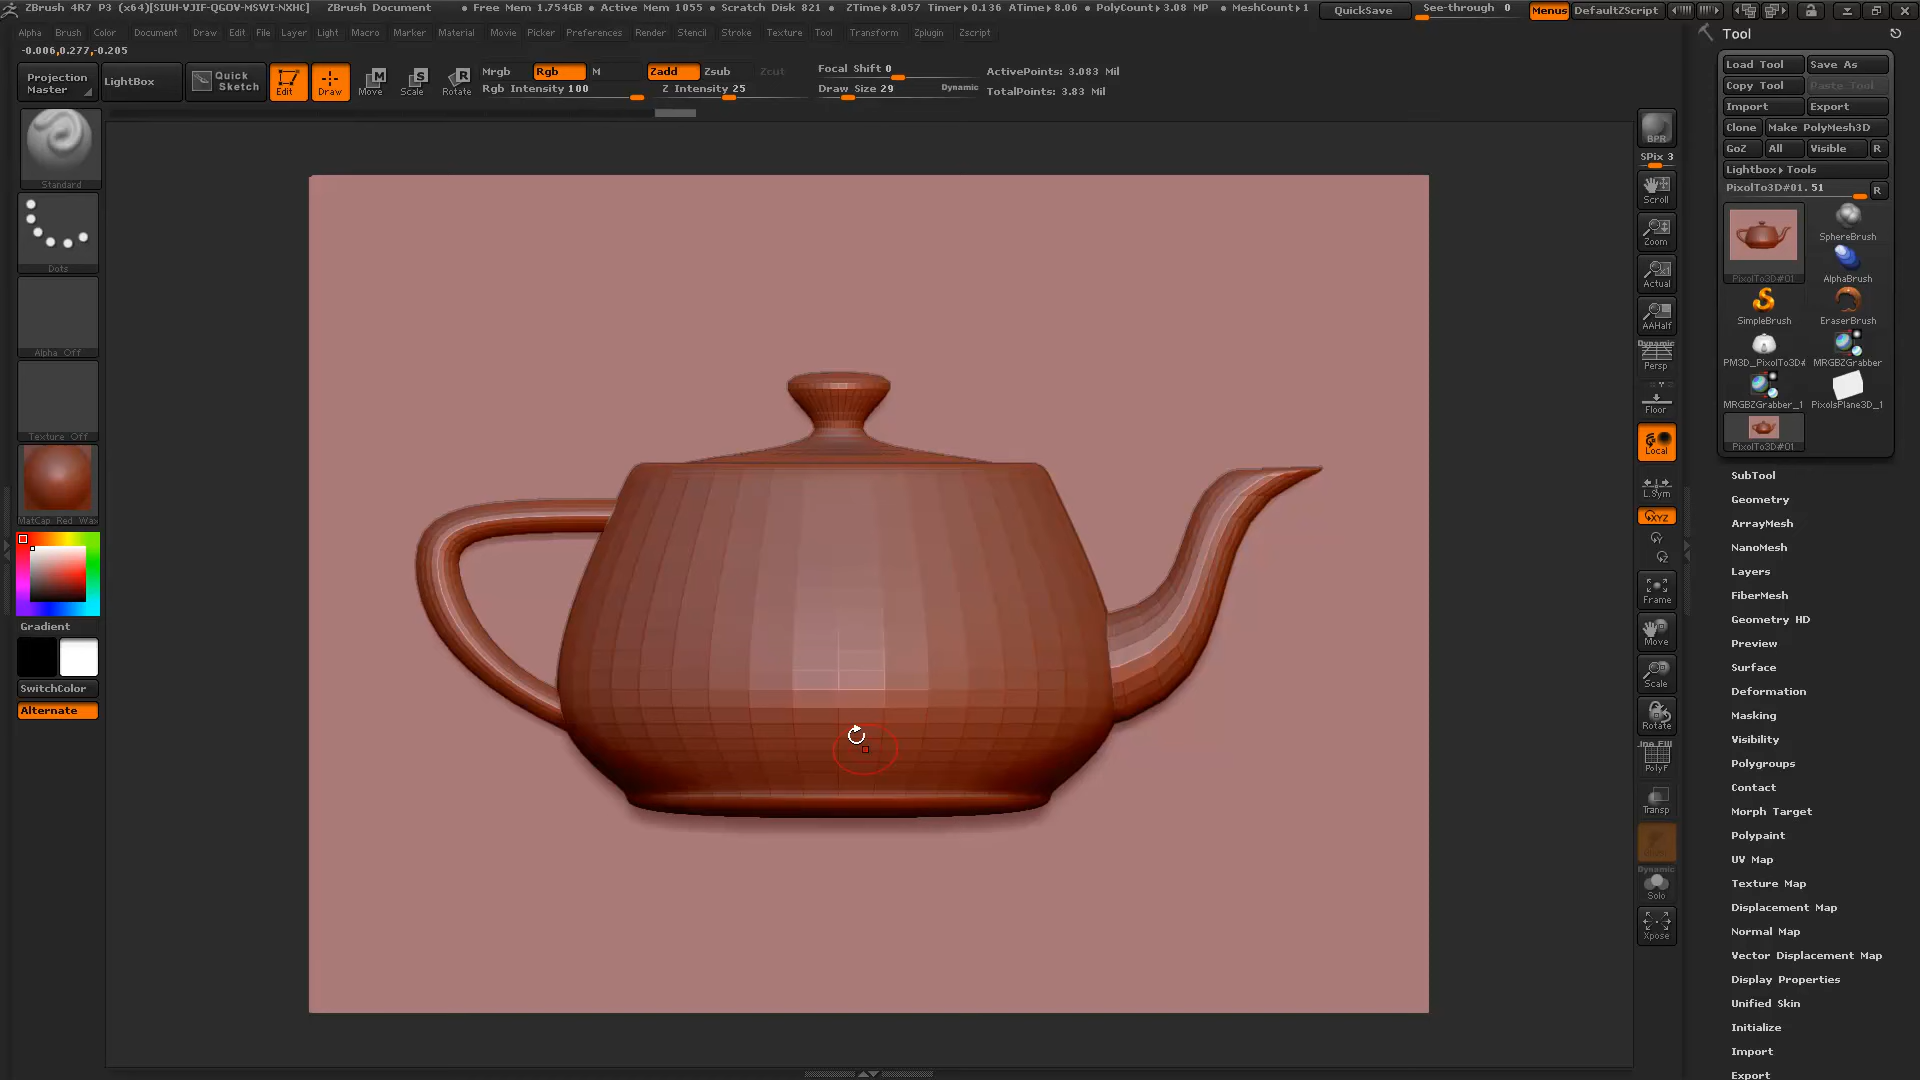 ZBrush 4R7 P3 (x64)[SIUH-VJIF-QGOV-MSWI-NXHC] ZBrush Document • Free Mem 1.754GB • Active Mem 1055 • Scratch Disk 821 • ZTime▸8.057 Timer▸0.136 ATime▸8.06 • PolyCount▸3.08 MP • MeshCount▸1 QuickSave See-through 0 Menus DefaultZScript
Alpha Brush Color Document Draw Edit File Layer Light Macro Marker Material Movie Picker Preferences Render Stencil Stroke Texture Tool Transform Zplugin Zscript
-0.006,0.277,-0.205
Projection Master
LightBox
Quick Sketch
Edit
Draw
Move
Scale
Rotate
Mrgb Rgb M
Rgb Intensity 100
Zadd Zsub Zcut
Z Intensity 25
Focal Shift 0
Draw Size 29 Dynamic
ActivePoints: 3.083 Mil
TotalPoints: 3.83 Mil
Standard
Dots
Alpha Off
Texture Off
MatCap Red Wax
Gradient
SwitchColor
Alternate
BPR
SPix 3
Scroll
Zoom
Actual
AAHalf
Dynamic
Persp
Floor
Local
L.Sym
XYZ
Frame
Move
Scale
Rotate
Line Fill
PolyF
Transp
Dynamic
Solo
Xpose
Tool
Load Tool Save As
Copy Tool Paste Tool
Import Export
Clone Make PolyMesh3D
GoZ All Visible R
Lightbox▸Tools
PixolTo3D#01. 51 R
PixolTo3D#01
SphereBrush
AlphaBrush
SimpleBrush EraserBrush
PM3D_PixolTo3D# MRGBZGrabber
MRGBZGrabber_1 PixolsPlane3D_1
PixolTo3D#01
SubTool
Geometry
ArrayMesh
NanoMesh
Layers
FiberMesh
Geometry HD
Preview
Surface
Deformation
Masking
Visibility
Polygroups
Contact
Morph Target
Polypaint
UV Map
Texture Map
Displacement Map
Normal Map
Vector Displacement Map
Display Properties
Unified Skin
Initialize
Import
Export